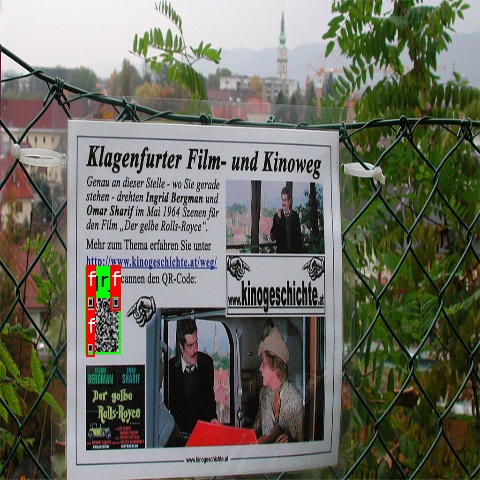 Klagenfurter Film- und Kinoweg
Genau an dieser Stelle - wo Sie gerade
stehen - drehten Ingrid Bergman und
Omar Sharif im Mai 1964 Szenen für
den Film „Der gelbe Rolls-Royce".
Mehr zum Thema erfahren Sie unter
http://www.kinogeschichte.at/weg/
cannen den QR-Code:
f r f
f
www.kinogeschichte.at
BERGMAN SHARIF
Der gelbe
Rolls-Royce
www.kinogeschichte.at